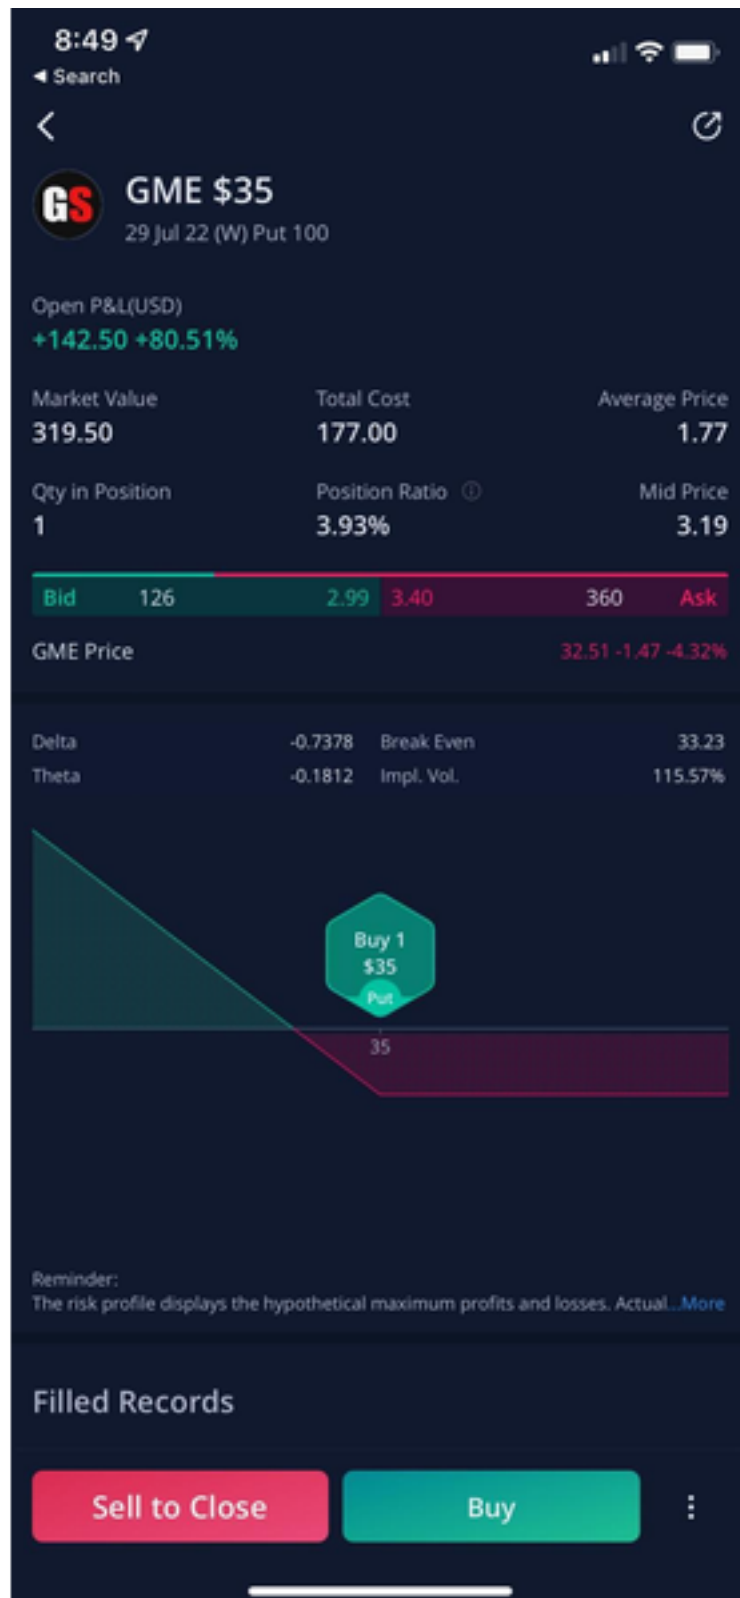 8:49
Search
GS
GME $35
29 Jul 22 (W) Put 100
Open P&L(USD)
+142.50 +80.51%
Market Value Total Cost Average Price
319.50 177.00 1.77
Qty in Position Position Ratio Mid Price
1 3.93% 3.19
Bid 126 2.99 3.40 360 Ask
GME Price 32.51 -1.47 -4.32%
Delta -0.7378 Break Even 33.23
Theta -0.1812 Impl. Vol. 115.57%
Buy 1
$35
Put
35
Reminder:
The risk profile displays the hypothetical maximum profits and losses. Actual...More
Filled Records
Sell to Close Buy